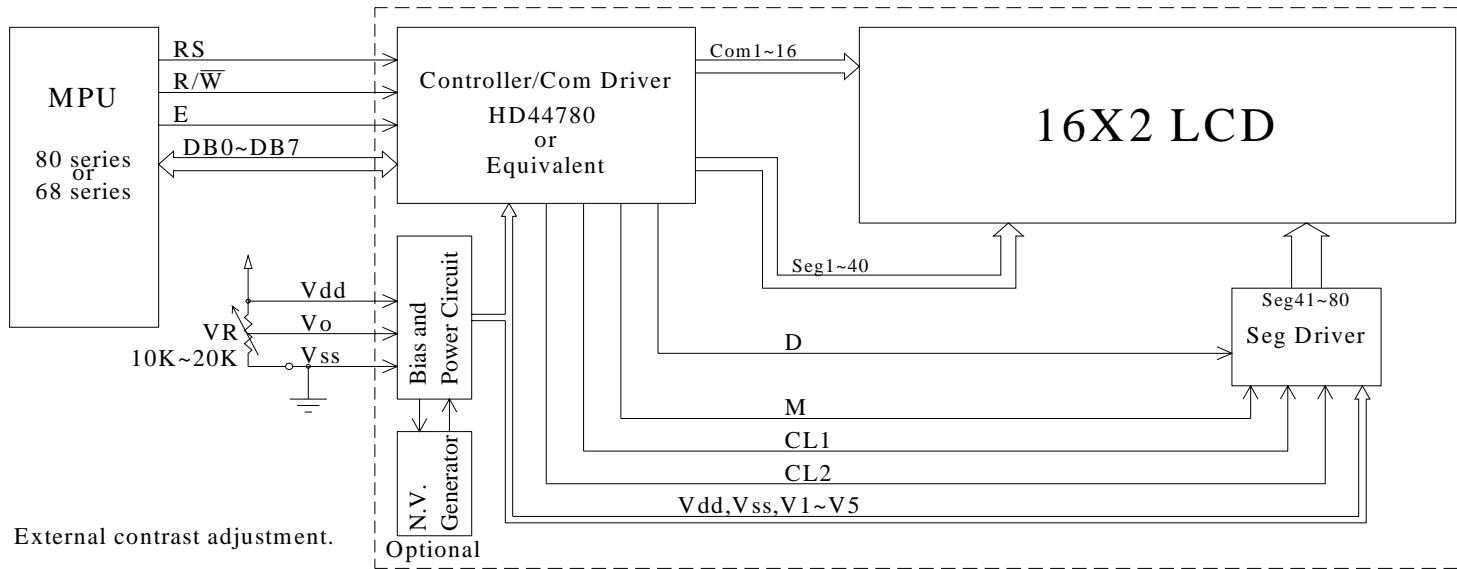 MPU
80 series
or
68 series
RS
R/W̅
E
DB0~DB7
Controller/Com Driver
HD44780
or
Equivalent
Com1~16
16X2 LCD
Seg1~40
Seg41~80
Seg Driver
Vdd
Vo
Vss
VR
10K~20K
Bias and
Power Circuit
N.V.
Generator
Optional
D
M
CL1
CL2
Vdd,Vss,V1~V5
External contrast adjustment.